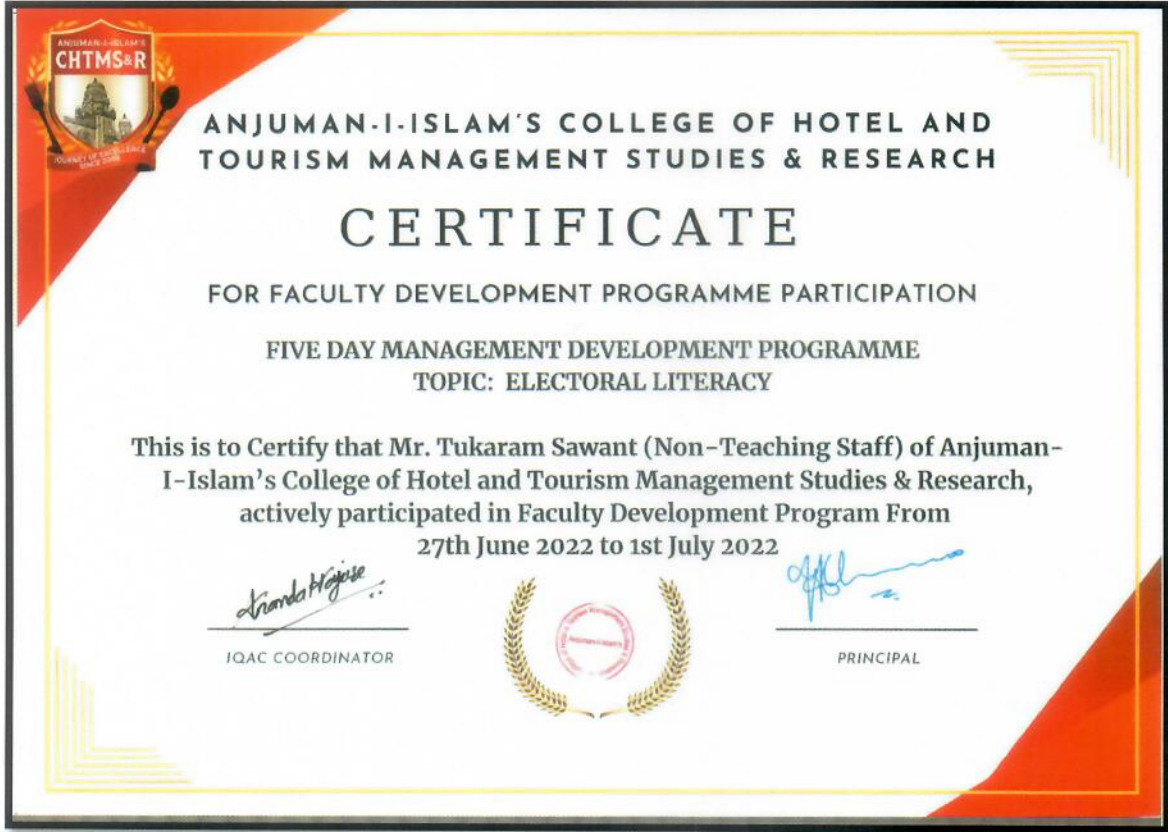 ANJUMAN-I-ISLAM'S
CHTMS&R
JOURNEY OF EXCELLENCE
ANJUMAN-I-ISLAM'S COLLEGE OF HOTEL AND
TOURISM MANAGEMENT STUDIES & RESEARCH
CERTIFICATE
FOR FACULTY DEVELOPMENT PROGRAMME PARTICIPATION
FIVE DAY MANAGEMENT DEVELOPMENT PROGRAMME
TOPIC: ELECTORAL LITERACY
This is to Certify that Mr. Tukaram Sawant (Non-Teaching Staff) of Anjuman-
I-Islam's College of Hotel and Tourism Management Studies & Research,
actively participated in Faculty Development Program From
27th June 2022 to 1st July 2022
IQAC COORDINATOR
PRINCIPAL